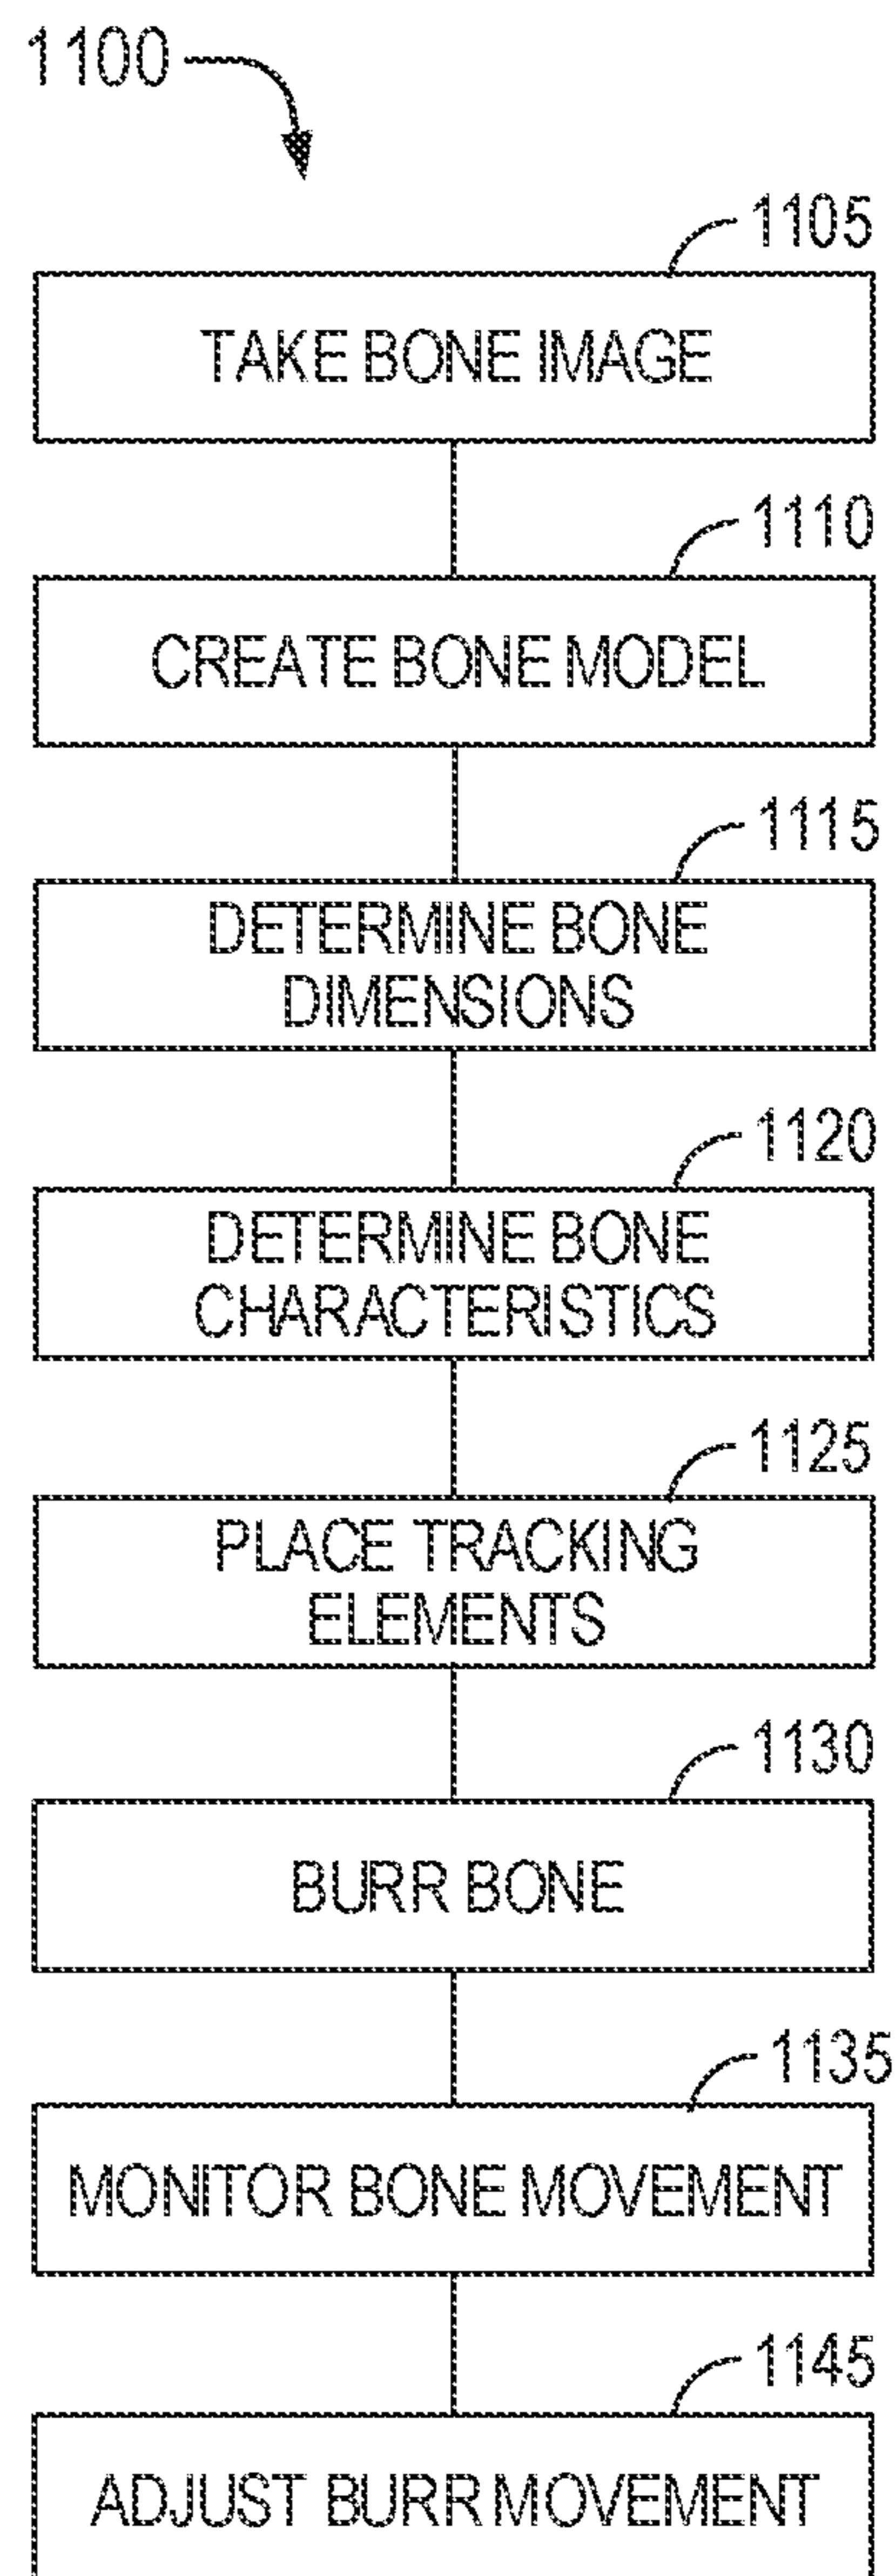 1100
1105
TAKE BONE IMAGE
1110
CREATE BONE MODEL
1115
DETERMINE BONE
DIMENSIONS
1120
DETERMINE BONE
CHARACTERISTICS
1125
PLACE TRACKING
ELEMENTS
1130
BURR BONE
1135
MONITOR BONE MOVEMENT
1145
ADJUST BURR MOVEMENT